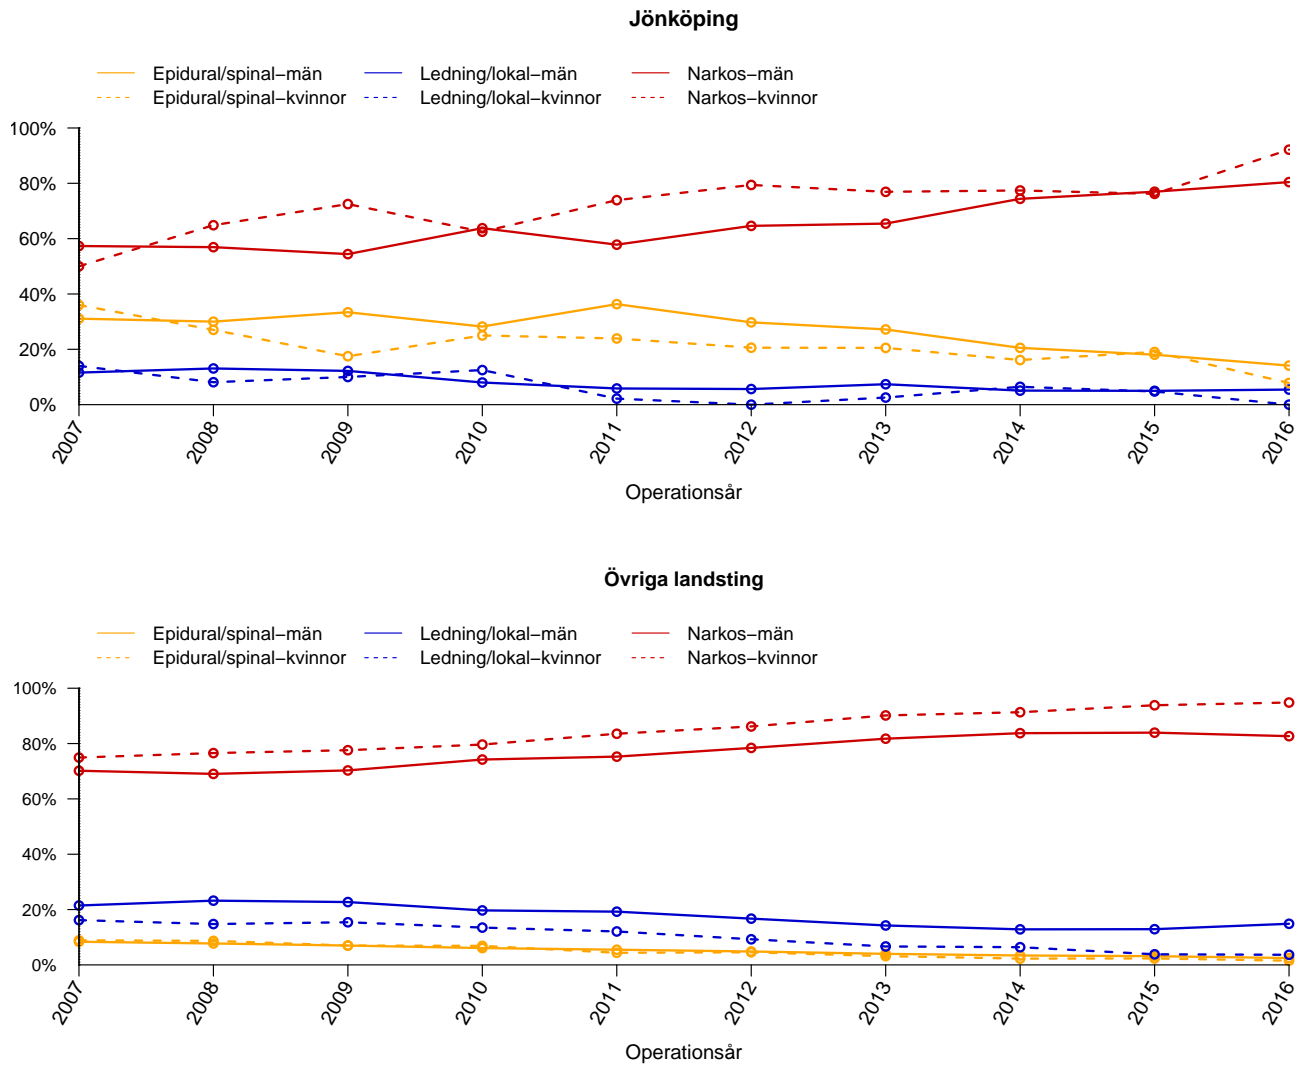 Jönköping
Epidural/spinal−män Ledning/lokal−män Narkos−män
Epidural/spinal−kvinnor Ledning/lokal−kvinnor Narkos−kvinnor
100%
80%
60%
40%
20%
0%
2007 2008 2009 2010 2011 2012 2013 2014 2015 2016
Operationsår
Övriga landsting
Epidural/spinal−män Ledning/lokal−män Narkos−män
Epidural/spinal−kvinnor Ledning/lokal−kvinnor Narkos−kvinnor
100%
80%
60%
40%
20%
0%
2007 2008 2009 2010 2011 2012 2013 2014 2015 2016
Operationsår